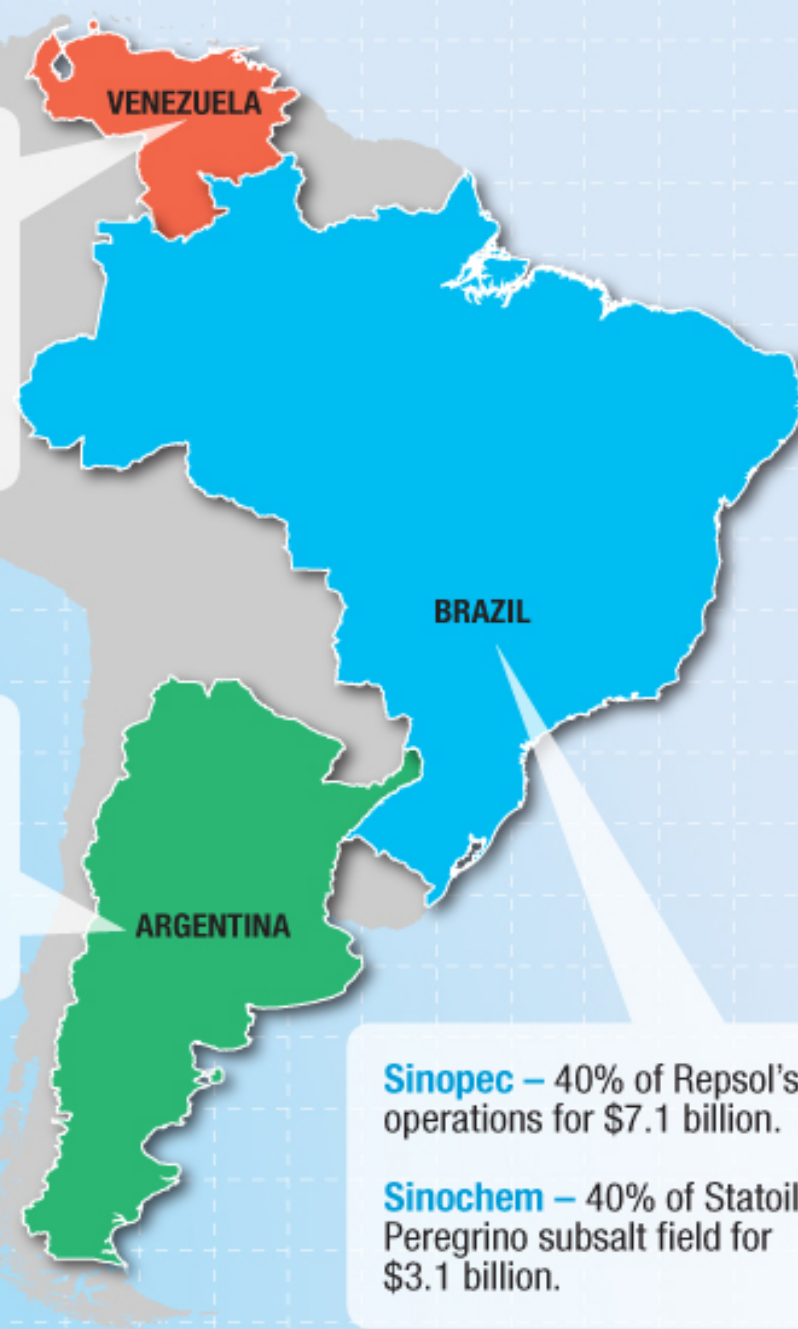 VENEZUELA
BRAZIL
ARGENTINA
Sinopec – 40% of Repsol's
operations for $7.1 billion.
Sinochem – 40% of Statoil
Peregrino subsalt field for
$3.1 billion.